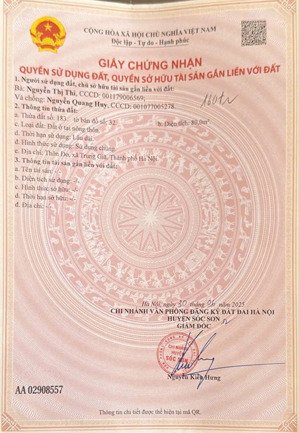 CỘNG HÒA XÃ HỘI CHỦ NGHĨA VIỆT NAM
Độc lập - Tự do - Hạnh phúc
GIẤY CHỨNG NHẬN
QUYỀN SỬ DỤNG ĐẤT, QUYỀN SỞ HỮU TÀI SẢN GẮN LIỀN VỚI ĐẤT
1. Người sử dụng đất, chủ sở hữu tài sản gắn liền với đất:
Bà: Nguyễn Thị Thi, CCCD: 001179006569
Và chồng: Nguyễn Quang Huy, CCCD: 001077065278
2. Thông tin thửa đất:
a. Thửa đất số: 183; tờ bản đồ số: 32; b. Diện tích: 80,0m²
c. Loại đất: Đất ở tại nông thôn
d. Thời hạn sử dụng: Lâu dài
đ. Hình thức sử dụng: Sử dụng chung
e. Địa chỉ: Thôn Đò, xã Trung Giã, Thành phố Hà Nội
3. Thông tin tài sản gắn liền với đất:
a. Tên tài sản: -/-
b. Diện tích sử dụng: -/-
c. Hình thức sở hữu: -/-
d. Thời hạn sở hữu: -/-
đ. Địa chỉ: -/-
Hà Nội, ngày 30 tháng 06 năm 2025
CHI NHÁNH VĂN PHÒNG ĐĂNG KÝ ĐẤT ĐAI HÀ NỘI
HUYỆN SÓC SƠN
GIÁM ĐỐC
Nguyễn Kiều Hưng
AA 02908557
Thông tin chi tiết được thể hiện tại mã QR.